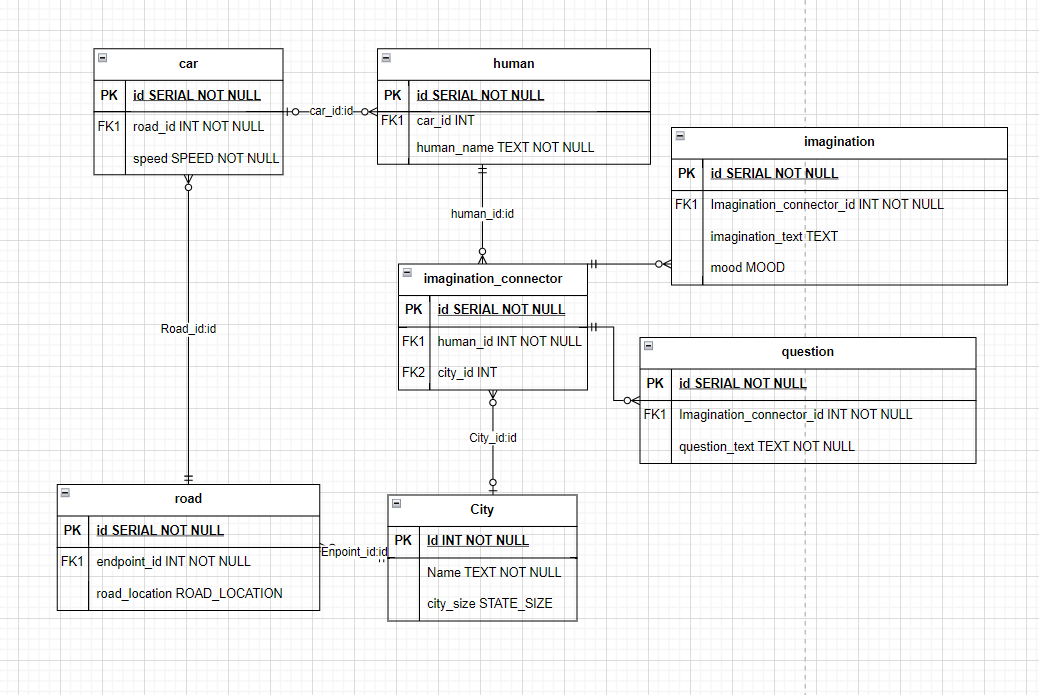 car
PK id SERIAL NOT NULL
FK1 road_id INT NOT NULL
speed SPEED NOT NULL
car_id:id
human
PK id SERIAL NOT NULL
FK1 car_id INT
human_name TEXT NOT NULL
imagination
PK id SERIAL NOT NULL
FK1 Imagination_connector_id INT NOT NULL
imagination_text TEXT
mood MOOD
human_id:id
imagination_connector
PK id SERIAL NOT NULL
FK1 human_id INT NOT NULL
FK2 city_id INT
Road_id:id
question
PK id SERIAL NOT NULL
FK1 Imagination_connector_id INT NOT NULL
question_text TEXT NOT NULL
City_id:id
road
PK id SERIAL NOT NULL
FK1 endpoint_id INT NOT NULL
road_location ROAD_LOCATION
Enpoint_id:id
City
PK Id INT NOT NULL
Name TEXT NOT NULL
city_size STATE_SIZE